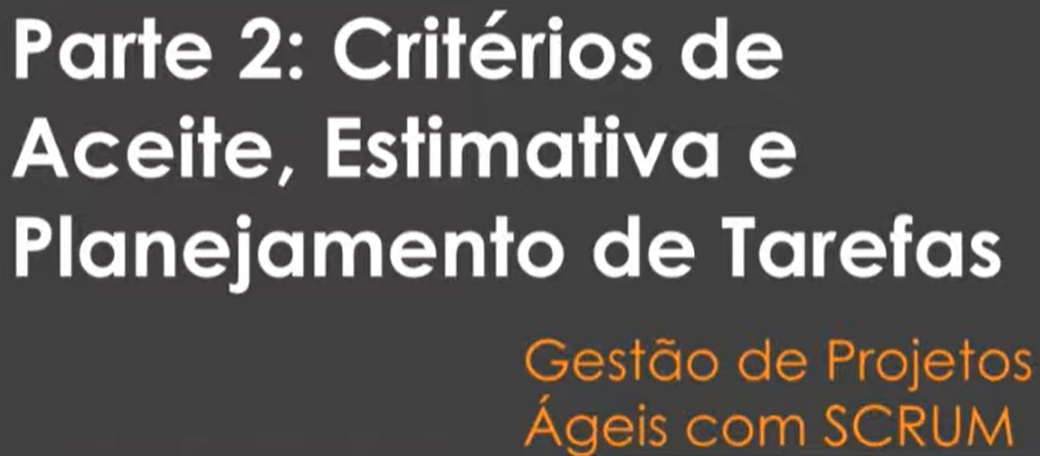 Parte 2: Critérios de
Aceite, Estimativa e
Planejamento de Tarefas
Gestão de Projetos
Ágeis com SCRUM